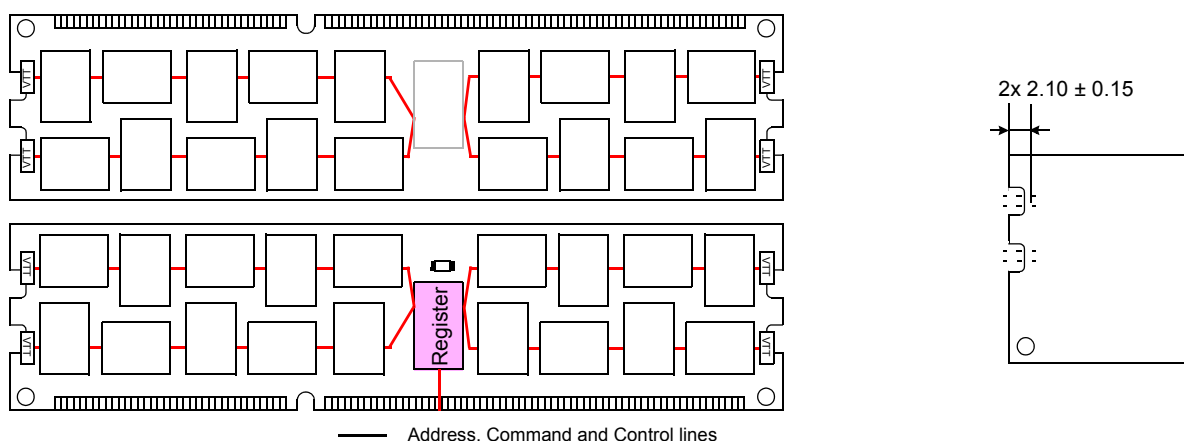 VTT
VTT
2x 2.10 ± 0.15
VTT
VTT
VTT
VTT
Register
VTT
VTT
Address, Command and Control lines